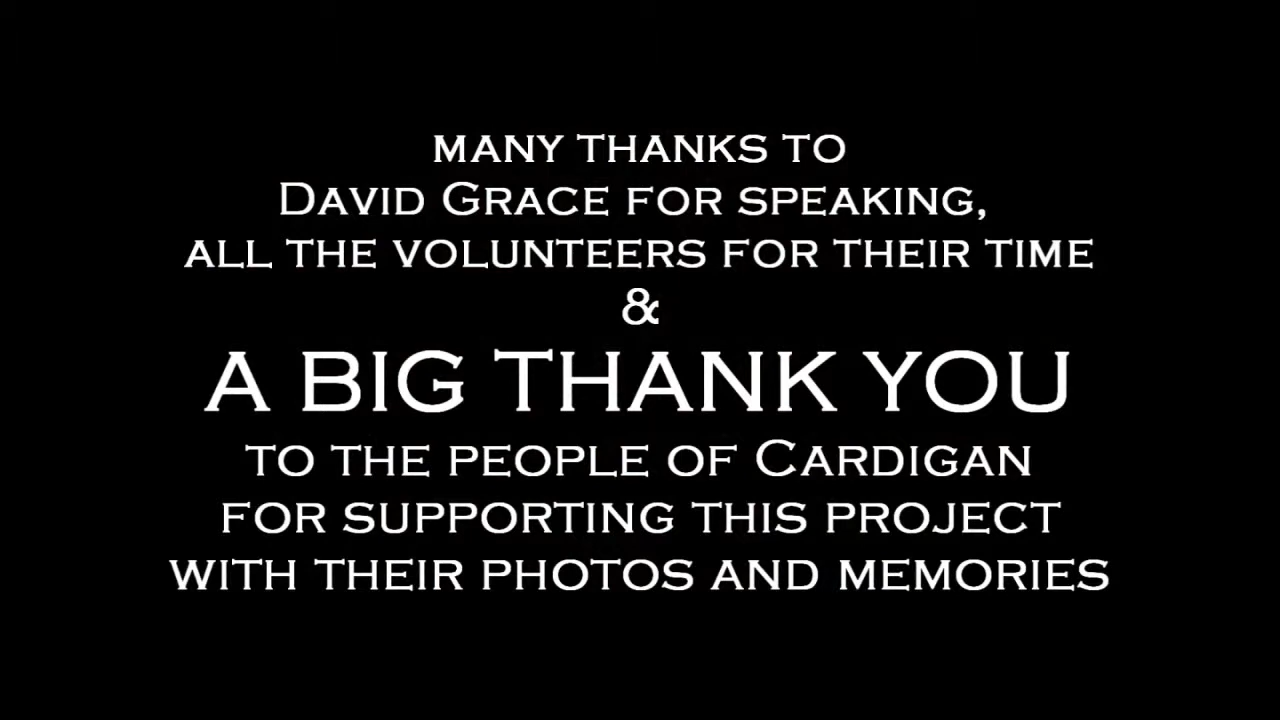 MANY THANKS TO
DAVID GRACE FOR SPEAKING,
ALL THE VOLUNTEERS FOR THEIR TIME
&
A BIG THANK YOU
TO THE PEOPLE OF CARDIGAN
FOR SUPPORTING THIS PROJECT
WITH THEIR PHOTOS AND MEMORIES